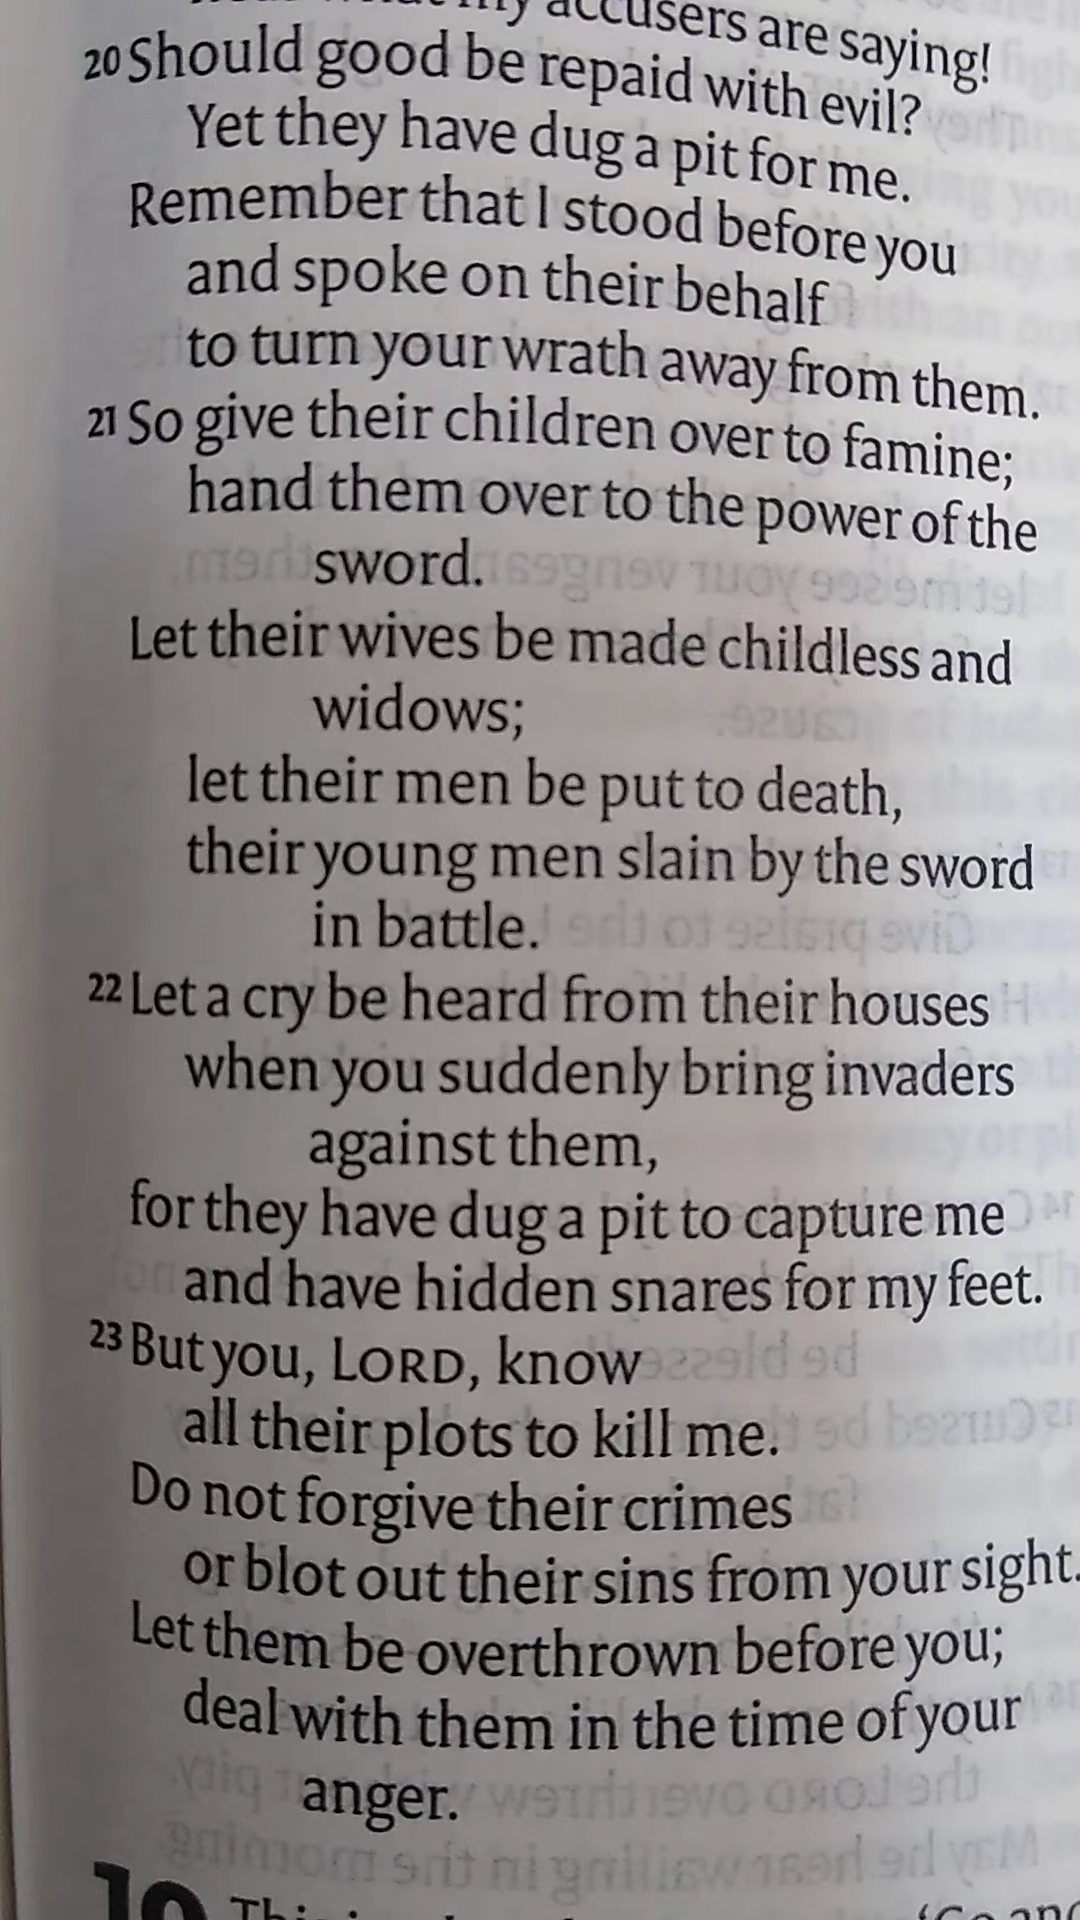 my accusers are saying!
20 Should good be repaid with evil?
Yet they have dug a pit for me.
Remember that I stood before you
and spoke on their behalf
to turn your wrath away from them.
21 So give their children over to famine;
hand them over to the power of the
sword.
Let their wives be made childless and
widows;
let their men be put to death,
their young men slain by the sword
in battle.
22 Let a cry be heard from their houses
when you suddenly bring invaders
against them,
for they have dug a pit to capture me
and have hidden snares for my feet.
23 But you, LORD, know
all their plots to kill me.
Do not forgive their crimes
or blot out their sins from your sight.
Let them be overthrown before you;
deal with them in the time of your
anger.
19